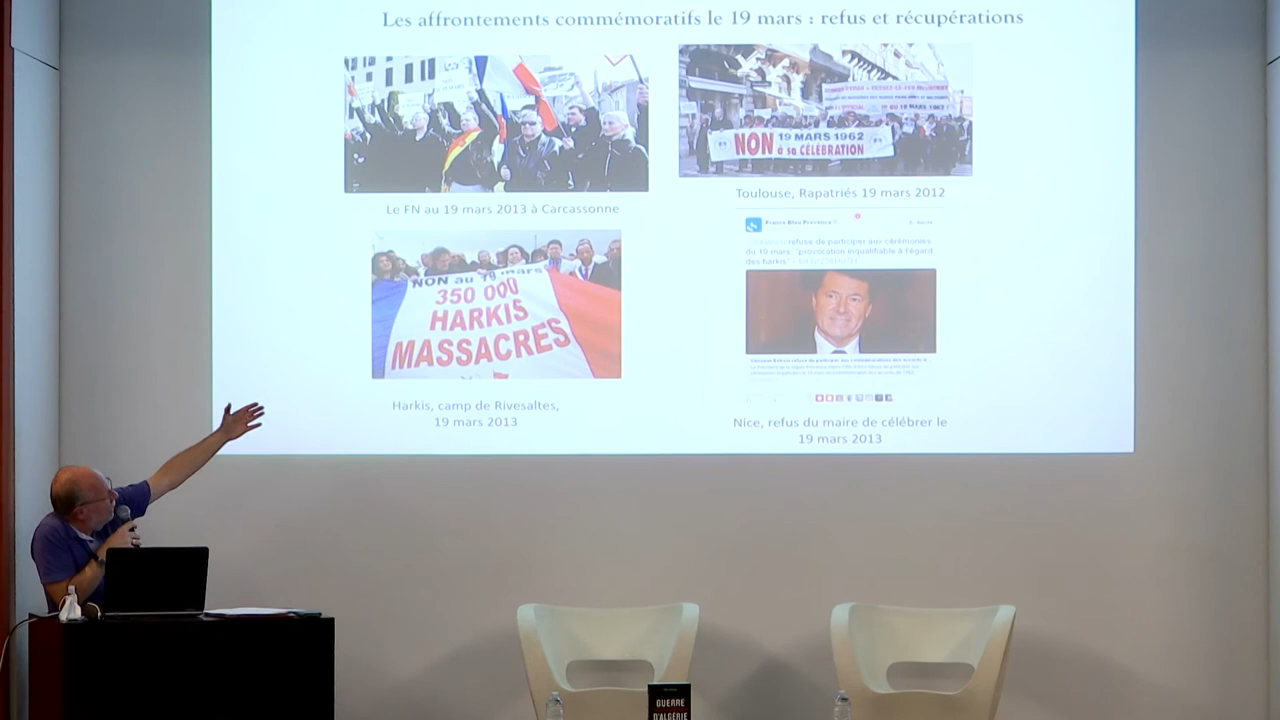 Les affrontements commémoratifs le 19 mars : refus et récupérations
Le FN au 19 mars 2013 à Carcassonne
NON 19 MARS 1962
à sa CÉLÉBRATION
19 MARS 1962
Toulouse, Rapatriés 19 mars 2012
NON au 19 mars
350 000
HARKIS
MASSACRES
Harkis, camp de Rivesaltes,
19 mars 2013
France Bleu Provence
refuse de participer aux cérémonies
du 19 mars, "provocation inqualifiable à l'égard
des harkis"
Nice, refus du maire de célébrer le
19 mars 2013
GUERRE
D'ALGÉRIE